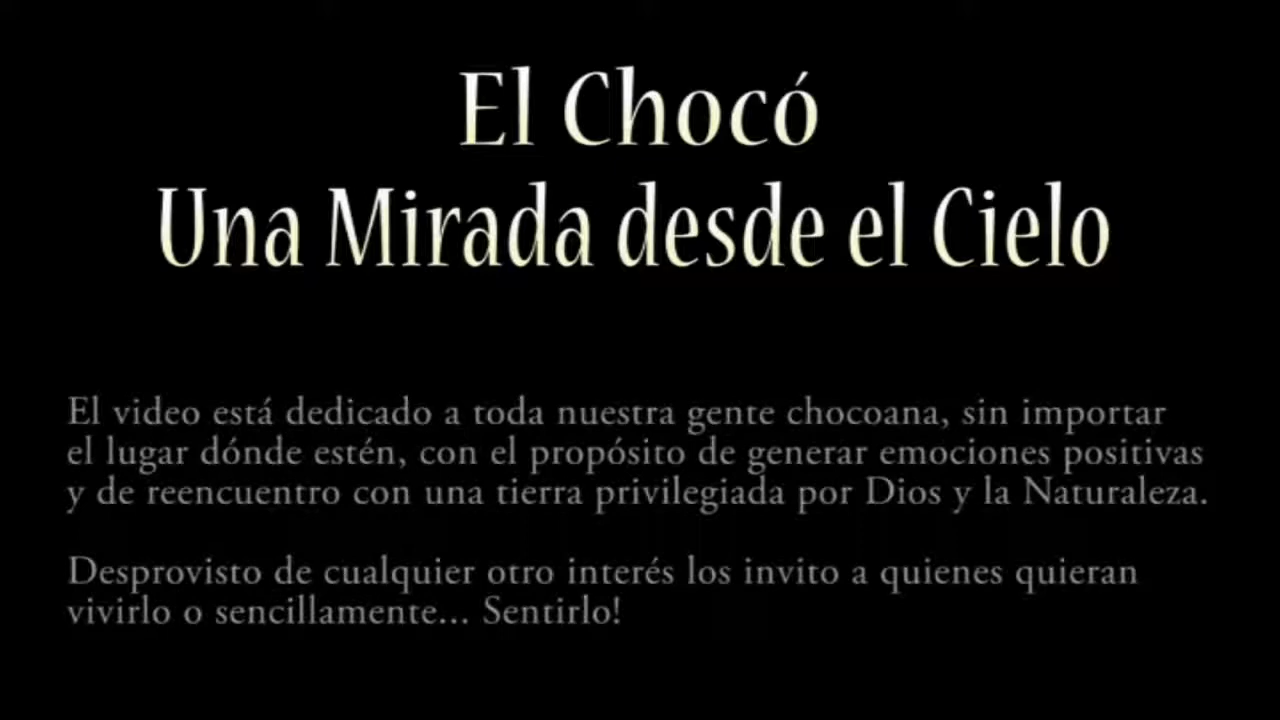 El Chocó
Una Mirada desde el Cielo
El video está dedicado a toda nuestra gente chocoana, sin importar
el lugar dónde estén, con el propósito de generar emociones positivas
y de reencuentro con una tierra privilegiada por Dios y la Naturaleza.
Desprovisto de cualquier otro interés los invito a quienes quieran
vivirlo o sencillamente... Sentirlo!